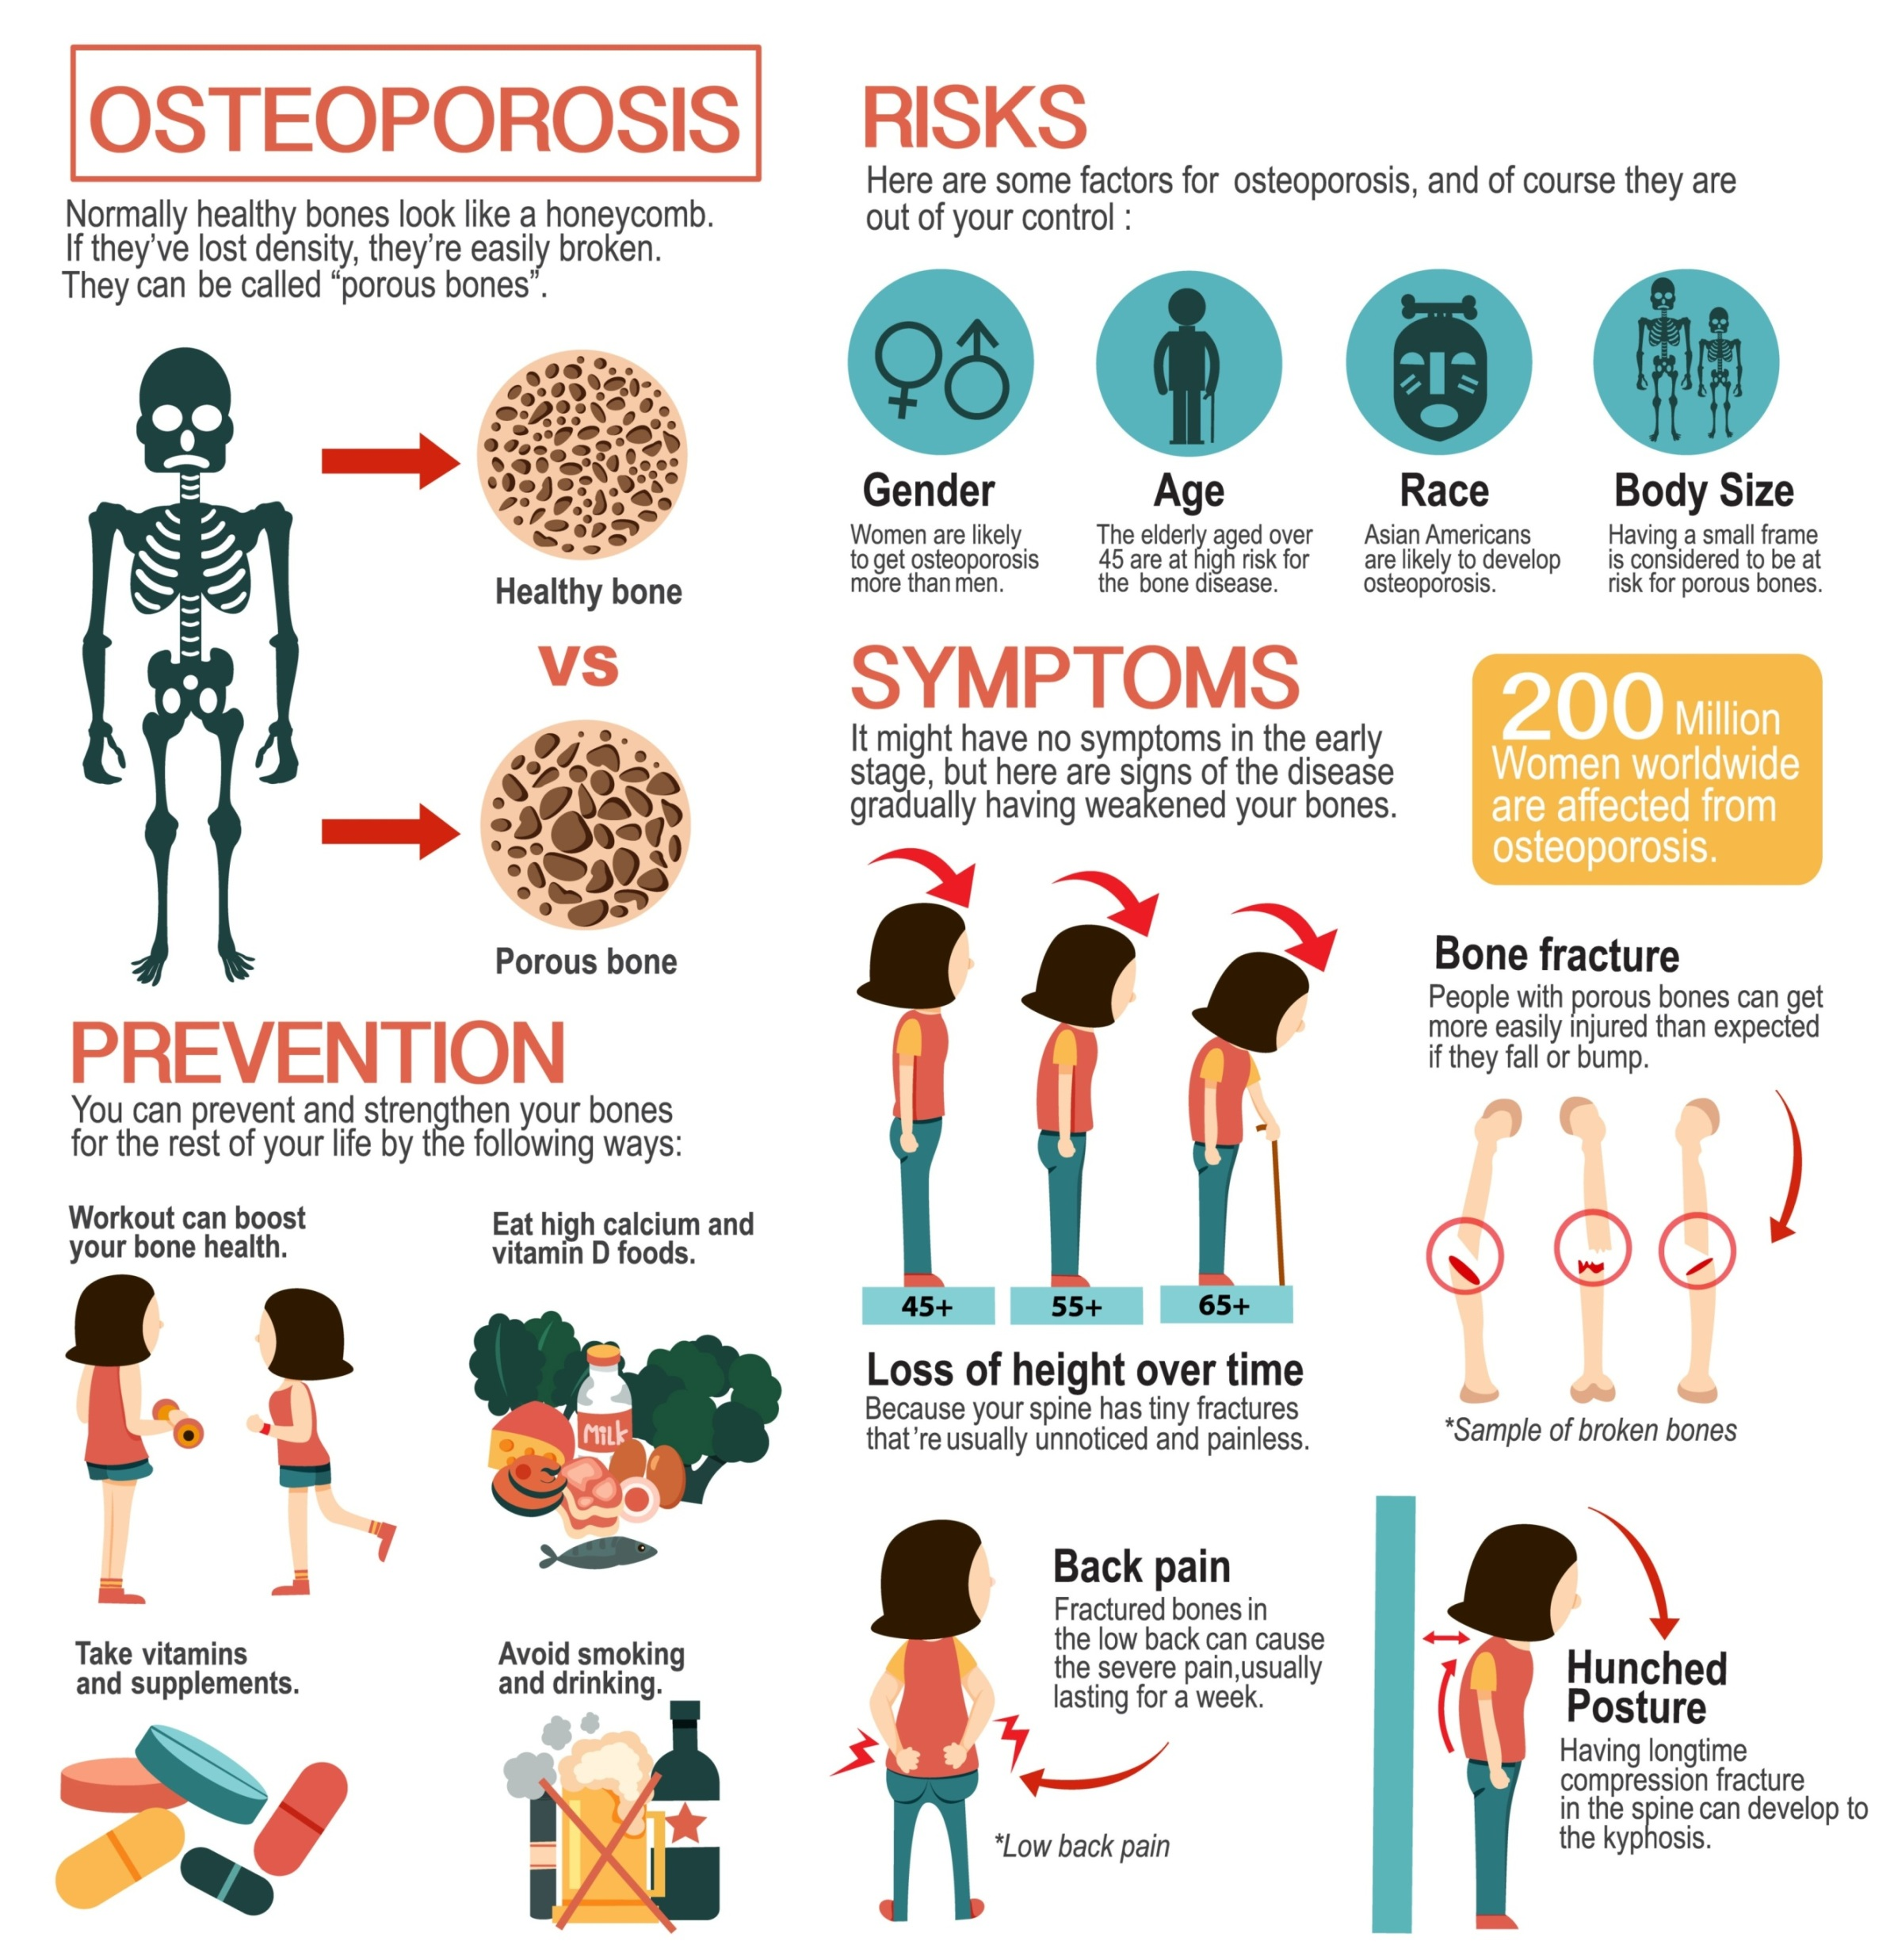 OSTEOPOROSIS
Normally healthy bones look like a honeycomb.
If they've lost density, they're easily broken.
They can be called “porous bones”.
Healthy bone
VS
Porous bone
PREVENTION
You can prevent and strengthen your bones
for the rest of your life by the following ways:
Workout can boost
your bone health.
Eat high calcium and
vitamin D foods.
MiLk
Take vitamins
and supplements.
Avoid smoking
and drinking.
RISKS
Here are some factors for osteoporosis, and of course they are
out of your control :
Gender
Women are likely
to get osteoporosis
more than men.
Age
The elderly aged over
45 are at high risk for
the bone disease.
Race
Asian Americans
are likely to develop
osteoporosis.
Body Size
Having a small frame
is considered to be at
risk for porous bones.
SYMPTOMS
It might have no symptoms in the early
stage, but here are signs of the disease
gradually having weakened your bones.
200 Million
Women worldwide
are affected from
osteoporosis.
45+
55+
65+
Loss of height over time
Because your spine has tiny fractures
that're usually unnoticed and painless.
Bone fracture
People with porous bones can get
more easily injured than expected
if they fall or bump.
*Sample of broken bones
Back pain
Fractured bones in
the low back can cause
the severe pain,usually
lasting for a week.
*Low back pain
Hunched
Posture
Having longtime
compression fracture
in the spine can develop to
the kyphosis.